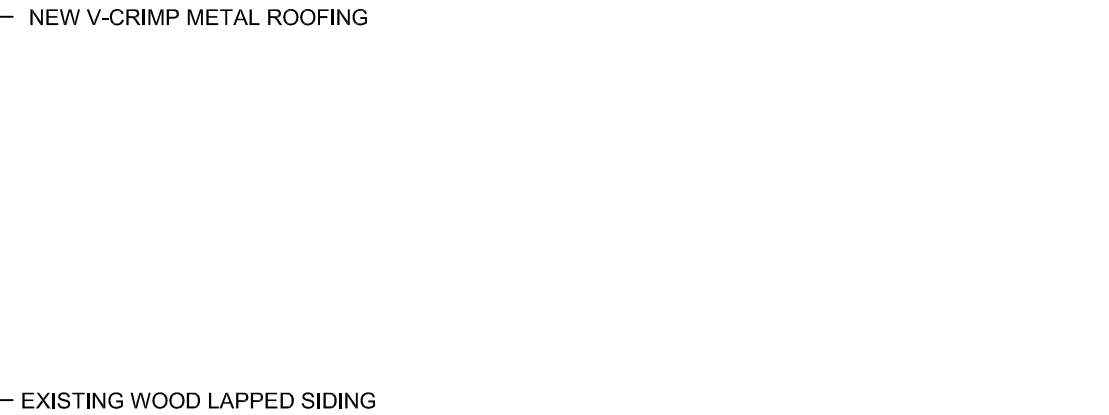 NEW V-CRIMP METAL ROOFING
EXISTING WOOD LAPPED SIDING